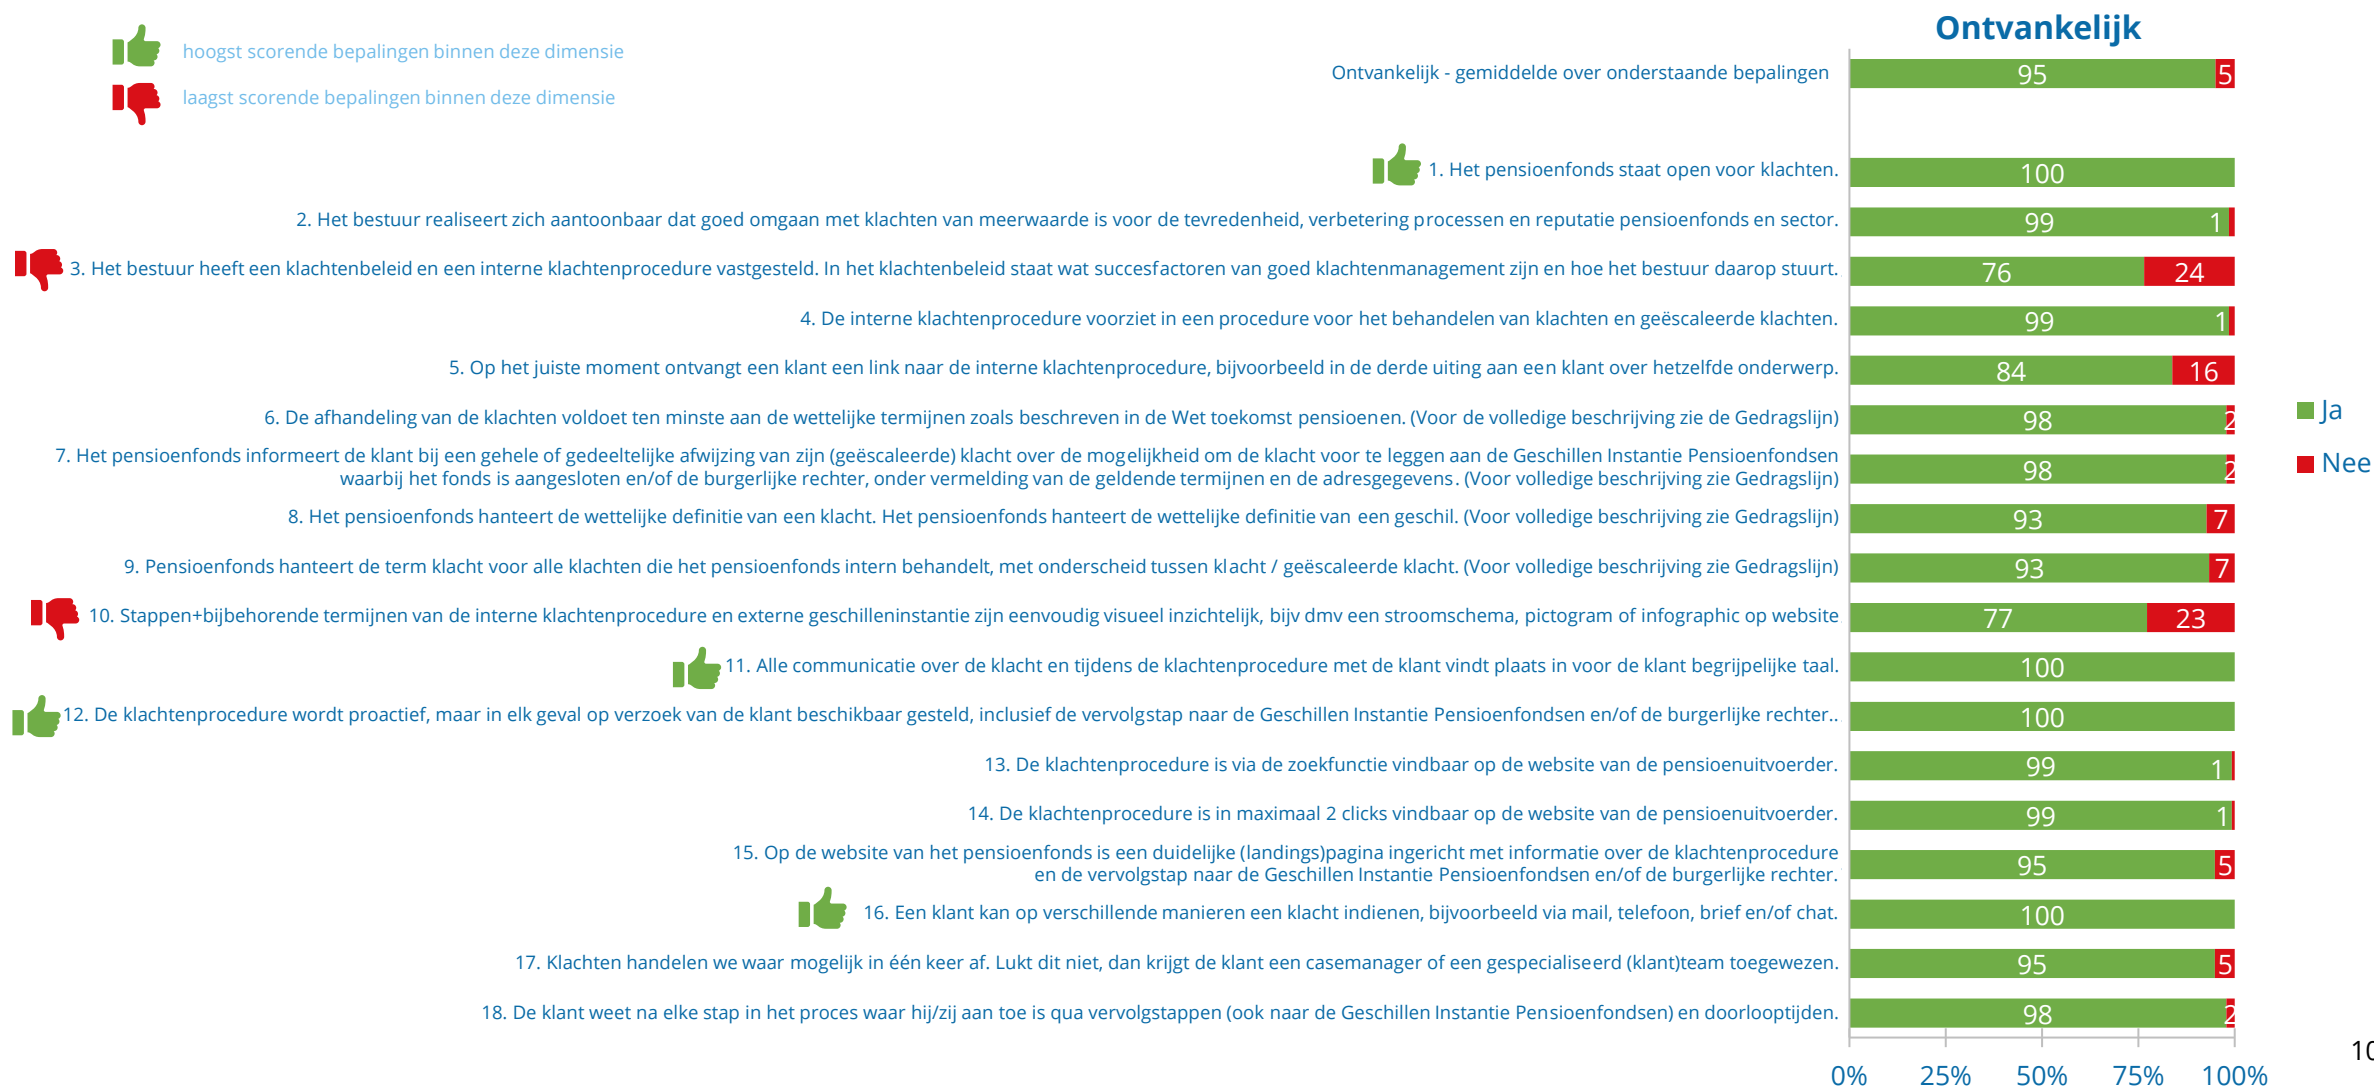 Ontvankelijk
hoogst scorende bepalingen binnen deze dimensie
laagst scorende bepalingen binnen deze dimensie
Ontvankelijk - gemiddelde over onderstaande bepalingen 95 5
1. Het pensioenfonds staat open voor klachten. 100
2. Het bestuur realiseert zich aantoonbaar dat goed omgaan met klachten van meerwaarde is voor de tevredenheid, verbetering processen en reputatie pensioenfonds en sector. 99 1
3. Het bestuur heeft een klachtenbeleid en een interne klachtenprocedure vastgesteld. In het klachtenbeleid staat wat succesfactoren van goed klachtenmanagement zijn en hoe het bestuur daarop stuurt. 76 24
4. De interne klachtenprocedure voorziet in een procedure voor het behandelen van klachten en geëscaleerde klachten. 99 1
5. Op het juiste moment ontvangt een klant een link naar de interne klachtenprocedure, bijvoorbeeld in de derde uiting aan een klant over hetzelfde onderwerp. 84 16
6. De afhandeling van de klachten voldoet ten minste aan de wettelijke termijnen zoals beschreven in de Wet toekomst pensioenen. (Voor de volledige beschrijving zie de Gedragslijn) 98 2
7. Het pensioenfonds informeert de klant bij een gehele of gedeeltelijke afwijzing van zijn (geëscaleerde) klacht over de mogelijkheid om de klacht voor te leggen aan de Geschillen Instantie Pensioenfondsen
waarbij het fonds is aangesloten en/of de burgerlijke rechter, onder vermelding van de geldende termijnen en de adresgegevens. (Voor volledige beschrijving zie Gedragslijn) 98 2
8. Het pensioenfonds hanteert de wettelijke definitie van een klacht. Het pensioenfonds hanteert de wettelijke definitie van een geschil. (Voor volledige beschrijving zie Gedragslijn) 93 7
9. Pensioenfonds hanteert de term klacht voor alle klachten die het pensioenfonds intern behandelt, met onderscheid tussen klacht / geëscaleerde klacht. (Voor volledige beschrijving zie Gedragslijn) 93 7
10. Stappen+bijbehorende termijnen van de interne klachtenprocedure en externe geschilleninstantie zijn eenvoudig visueel inzichtelijk, bijv dmv een stroomschema, pictogram of infographic op website 77 23
11. Alle communicatie over de klacht en tijdens de klachtenprocedure met de klant vindt plaats in voor de klant begrijpelijke taal. 100
12. De klachtenprocedure wordt proactief, maar in elk geval op verzoek van de klant beschikbaar gesteld, inclusief de vervolgstap naar de Geschillen Instantie Pensioenfondsen en/of de burgerlijke rechter.. 100
13. De klachtenprocedure is via de zoekfunctie vindbaar op de website van de pensioenuitvoerder. 99 1
14. De klachtenprocedure is in maximaal 2 clicks vindbaar op de website van de pensioenuitvoerder. 99 1
15. Op de website van het pensioenfonds is een duidelijke (landings)pagina ingericht met informatie over de klachtenprocedure
en de vervolgstap naar de Geschillen Instantie Pensioenfondsen en/of de burgerlijke rechter. 95 5
16. Een klant kan op verschillende manieren een klacht indienen, bijvoorbeeld via mail, telefoon, brief en/of chat. 100
17. Klachten handelen we waar mogelijk in één keer af. Lukt dit niet, dan krijgt de klant een casemanager of een gespecialiseerd (klant)team toegewezen. 95 5
18. De klant weet na elke stap in het proces waar hij/zij aan toe is qua vervolgstappen (ook naar de Geschillen Instantie Pensioenfondsen) en doorlooptijden. 98 2
0% 25% 50% 75% 100%
Ja
Nee
10